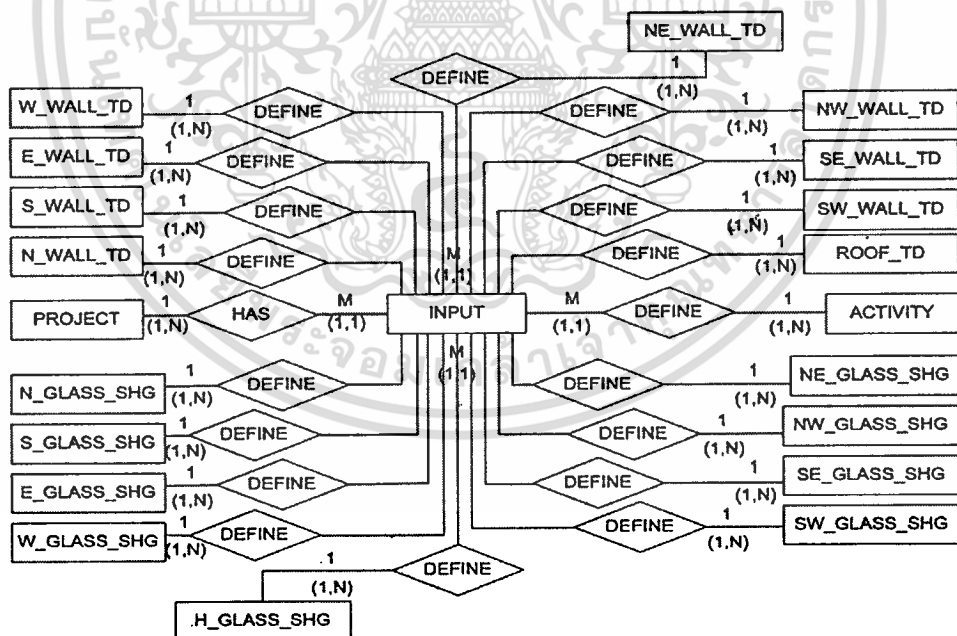 NE_WALL_TD
1
(1,N)
DEFINE
W_WALL_TD
1
(1,N)
DEFINE
E_WALL_TD
1
(1,N)
DEFINE
S_WALL_TD
1
(1,N)
DEFINE
N_WALL_TD
1
(1,N)
DEFINE
PROJECT
1
(1,N)
HAS
M
(1,1)
M
(1,1)
INPUT
M
(1,1)
DEFINE
1
(1,N)
NW_WALL_TD
DEFINE
1
(1,N)
SE_WALL_TD
DEFINE
1
(1,N)
SW_WALL_TD
DEFINE
1
(1,N)
ROOF_TD
M
(1,1)
DEFINE
1
(1,N)
ACTIVITY
N_GLASS_SHG
1
(1,N)
DEFINE
S_GLASS_SHG
1
(1,N)
DEFINE
E_GLASS_SHG
1
(1,N)
DEFINE
W_GLASS_SHG
1
(1,N)
DEFINE
DEFINE
1
(1,N)
NE_GLASS_SHG
DEFINE
1
(1,N)
NW_GLASS_SHG
DEFINE
1
(1,N)
SE_GLASS_SHG
DEFINE
1
(1,N)
SW_GLASS_SHG
1
(1,N)
DEFINE
H_GLASS_SHG